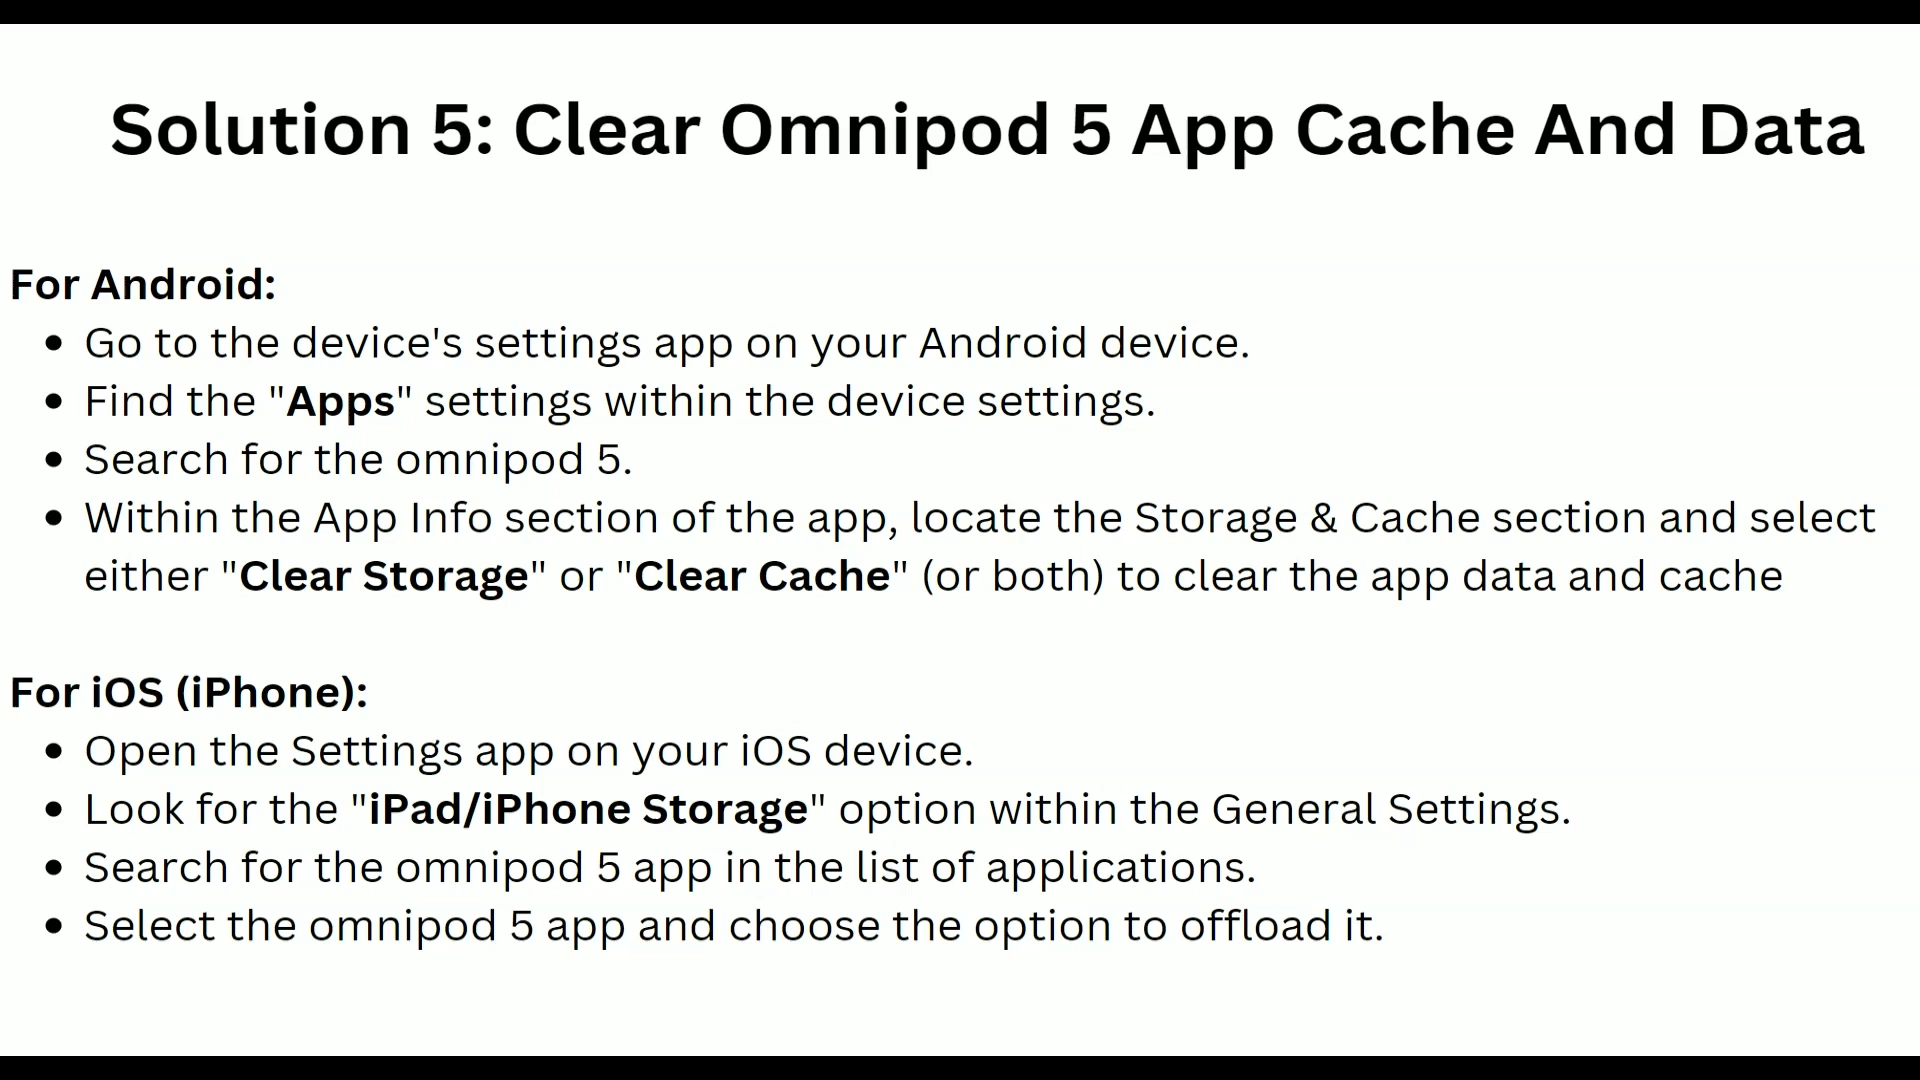 Solution 5: Clear Omnipod 5 App Cache And Data
For Android:
• Go to the device's settings app on your Android device.
• Find the "Apps" settings within the device settings.
• Search for the omnipod 5.
• Within the App Info section of the app, locate the Storage & Cache section and select
either "Clear Storage" or "Clear Cache" (or both) to clear the app data and cache
For iOS (iPhone):
• Open the Settings app on your iOS device.
• Look for the "iPad/iPhone Storage" option within the General Settings.
• Search for the omnipod 5 app in the list of applications.
• Select the omnipod 5 app and choose the option to offload it.